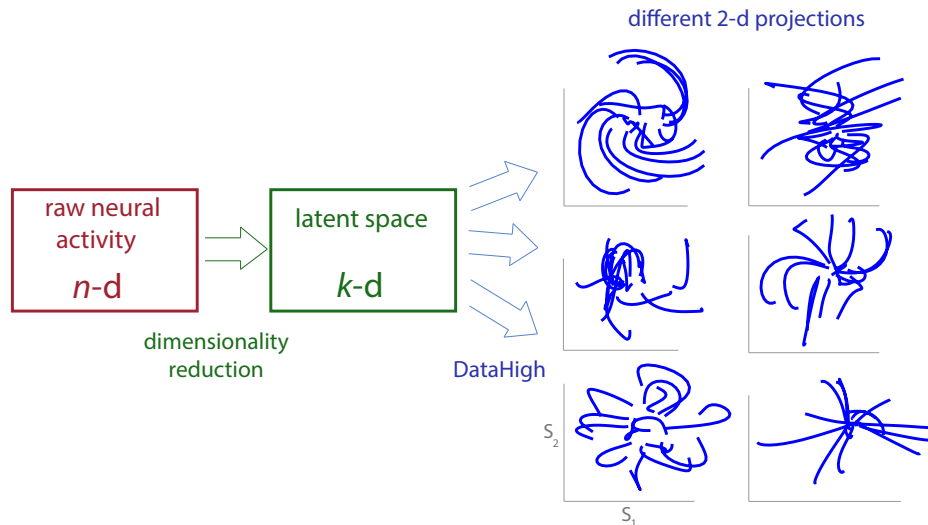 different 2-d projections
raw neural
activity
n-d
latent space
k-d
dimensionality
reduction
DataHigh
S2
S1